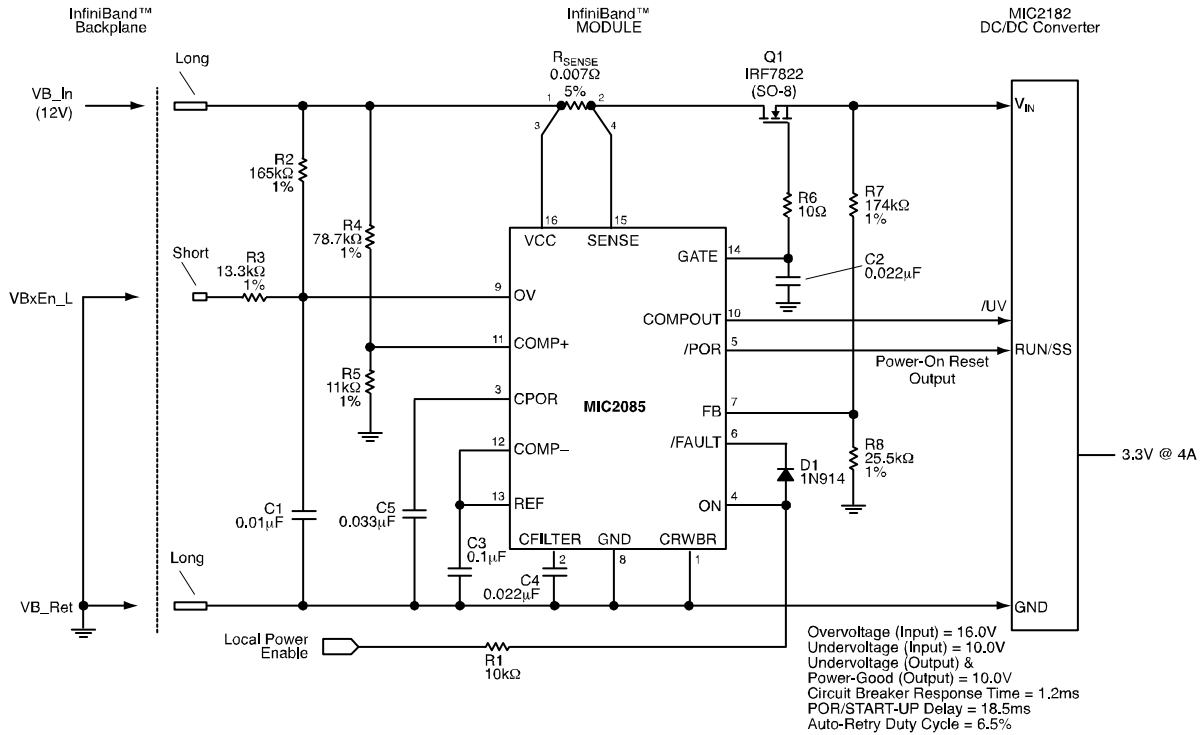 InfiniBand™
Backplane
InfiniBand™
MODULE
MIC2182
DC/DC Converter
Long
RSENSE
0.007Ω
5%
Q1
IRF7822
(SO-8)
VB_In
(12V)
1
2
3
4
VIN
R2
165kΩ
1%
R4
78.7kΩ
1%
R6
10Ω
R7
174kΩ
1%
16
15
VCC
SENSE
GATE
14
C2
0.022µF
Short
R3
13.3kΩ
1%
VBxEn_L
9
OV
COMPOUT
10
/UV
11
COMP+
/POR
5
RUN/SS
Power-On Reset
Output
R5
11kΩ
1%
3
CPOR
MIC2085
FB
7
12
COMP–
/FAULT
6
R8
25.5kΩ
1%
3.3V @ 4A
D1
1N914
13
REF
ON
4
C1
0.01µF
C5
0.033µF
C3
0.1µF
CFILTER
GND
CRWBR
2
8
1
C4
0.022µF
Long
VB_Ret
GND
Local Power
Enable
R1
10kΩ
Overvoltage (Input) = 16.0V
Undervoltage (Input) = 10.0V
Undervoltage (Output) &
Power-Good (Output) = 10.0V
Circuit Breaker Response Time = 1.2ms
POR/START-UP Delay = 18.5ms
Auto-Retry Duty Cycle = 6.5%